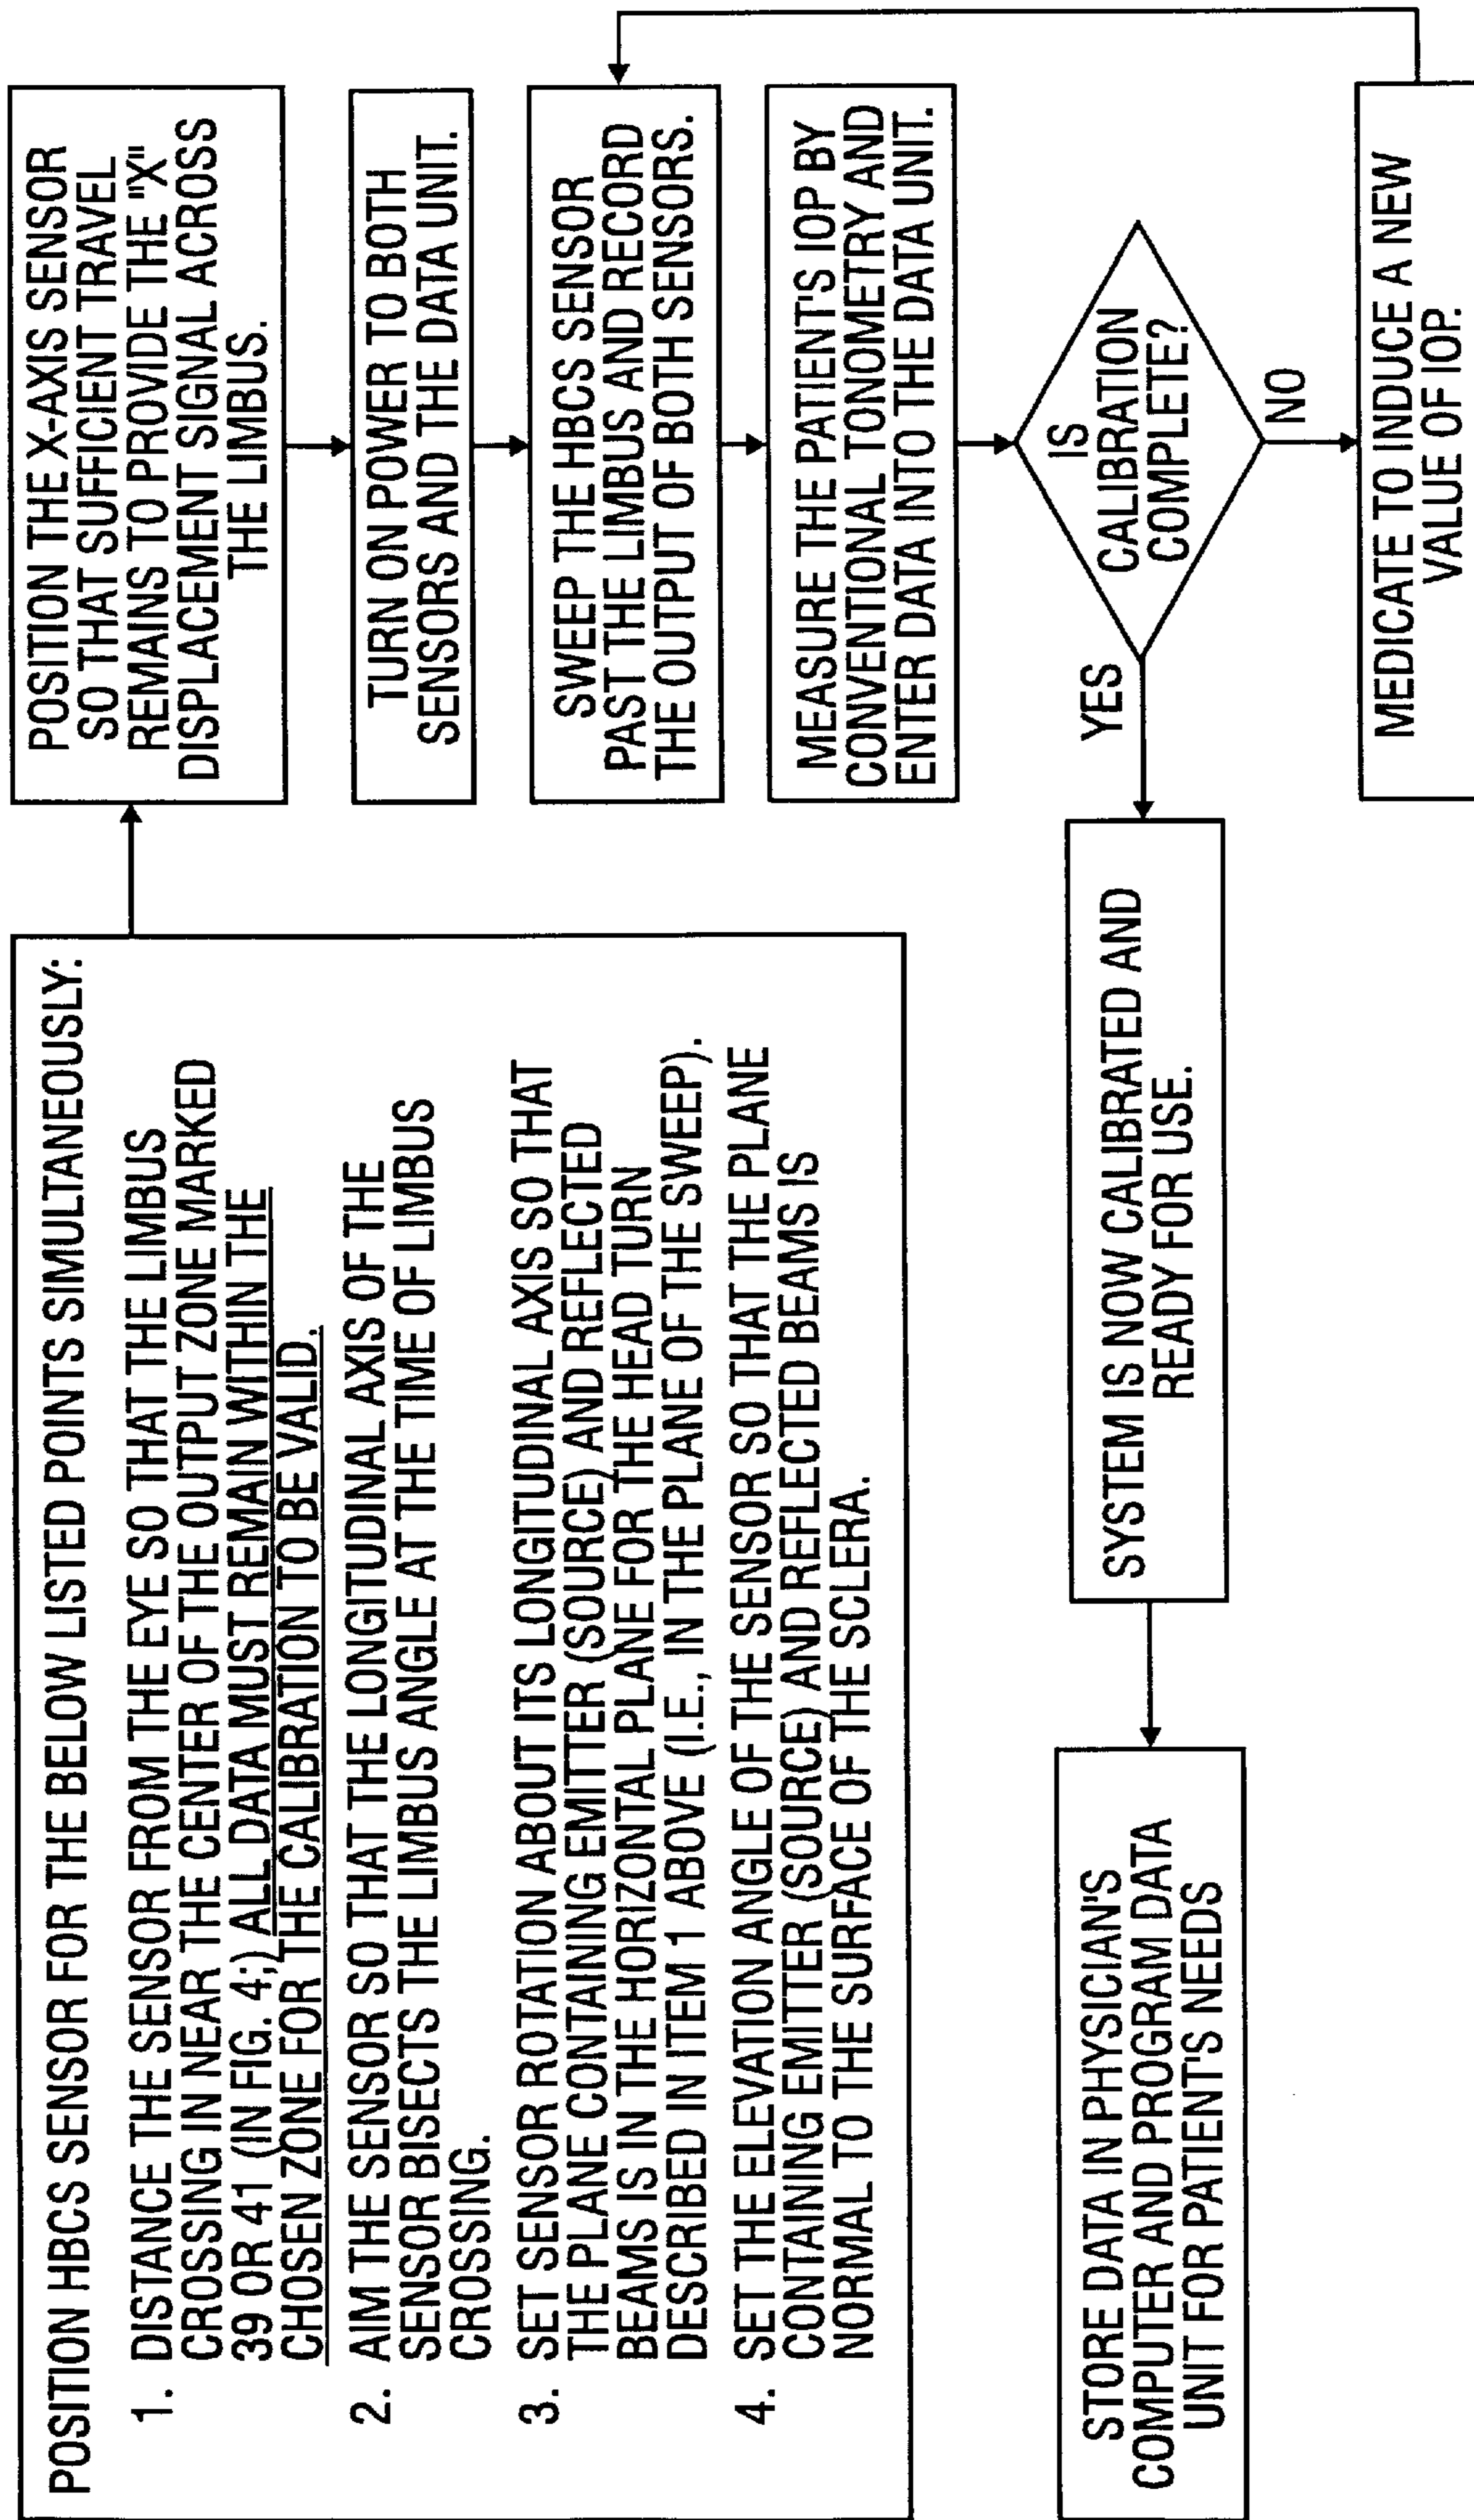 POSITION HBCS SENSOR FOR THE BELOW LISTED POINTS SIMULTANEOUSLY:
1. DISTANCE THE SENSOR FROM THE EYE SO THAT THE LIMBUS
CROSSING IN NEAR THE CENTER OF THE OUTPUT ZONE MARKED
39 OR 41 (IN FIG. 4;) ALL DATA MUST REMAIN WITHIN THE
CHOSEN ZONE FOR THE CALIBRATION TO BE VALID.
2. AIM THE SENSOR SO THAT THE LONGITUDINAL AXIS OF THE
SENSOR BISECTS THE LIMBUS ANGLE AT THE TIME OF LIMBUS
CROSSING.
3. SET SENSOR ROTATION ABOUT ITS LONGITUDINAL AXIS SO THAT
THE PLANE CONTAINING EMITTER (SOURCE) AND REFLECTED
BEAMS IS IN THE HORIZONTAL PLANE FOR THE HEAD TURN
DESCRIBED IN ITEM 1 ABOVE (I.E., IN THE PLANE OF THE SWEEP).
4. SET THE ELEVATION ANGLE OF THE SENSOR SO THAT THE PLANE
CONTAINING EMITTER (SOURCE) AND REFLECTED BEAMS IS
NORMAL TO THE SURFACE OF THE SCLERA.
POSITION THE X-AXIS SENSOR
SO THAT SUFFICIENT TRAVEL
REMAINS TO PROVIDE THE "X"
DISPLACEMENT SIGNAL ACROSS
THE LIMBUS.
TURN ON POWER TO BOTH
SENSORS AND THE DATA UNIT.
SWEEP THE HBCS SENSOR
PAST THE LIMBUS AND RECORD
THE OUTPUT OF BOTH SENSORS.
MEASURE THE PATIENT'S IOP BY
CONVENTIONAL TONOMETRY AND
ENTER DATA INTO THE DATA UNIT.
IS
CALIBRATION
COMPLETE?
YES
NO
MEDICATE TO INDUCE A NEW
VALUE OF IOP.
SYSTEM IS NOW CALIBRATED AND
READY FOR USE.
STORE DATA IN PHYSICIAN'S
COMPUTER AND PROGRAM DATA
UNIT FOR PATIENT'S NEEDS